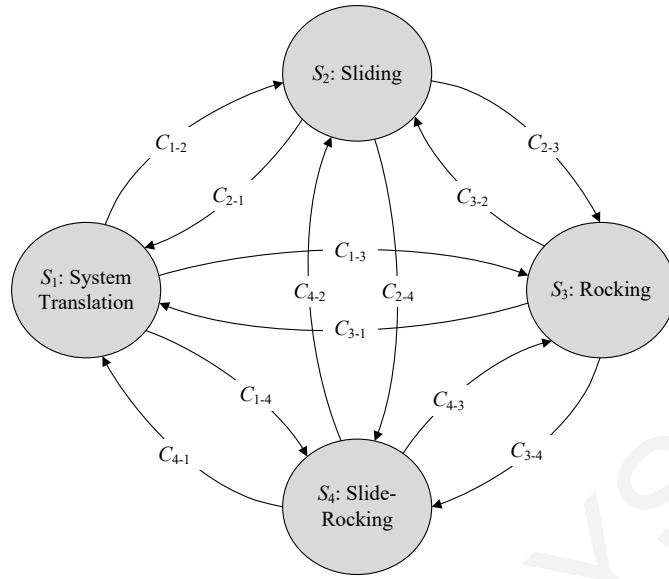 S2: Sliding
C1-2
C2-3
C2-1
C3-2
S1: System
Translation
C1-3
S3: Rocking
C4-2
C2-4
C3-1
C1-4
C4-3
C4-1
C3-4
S4: Slide-
Rocking